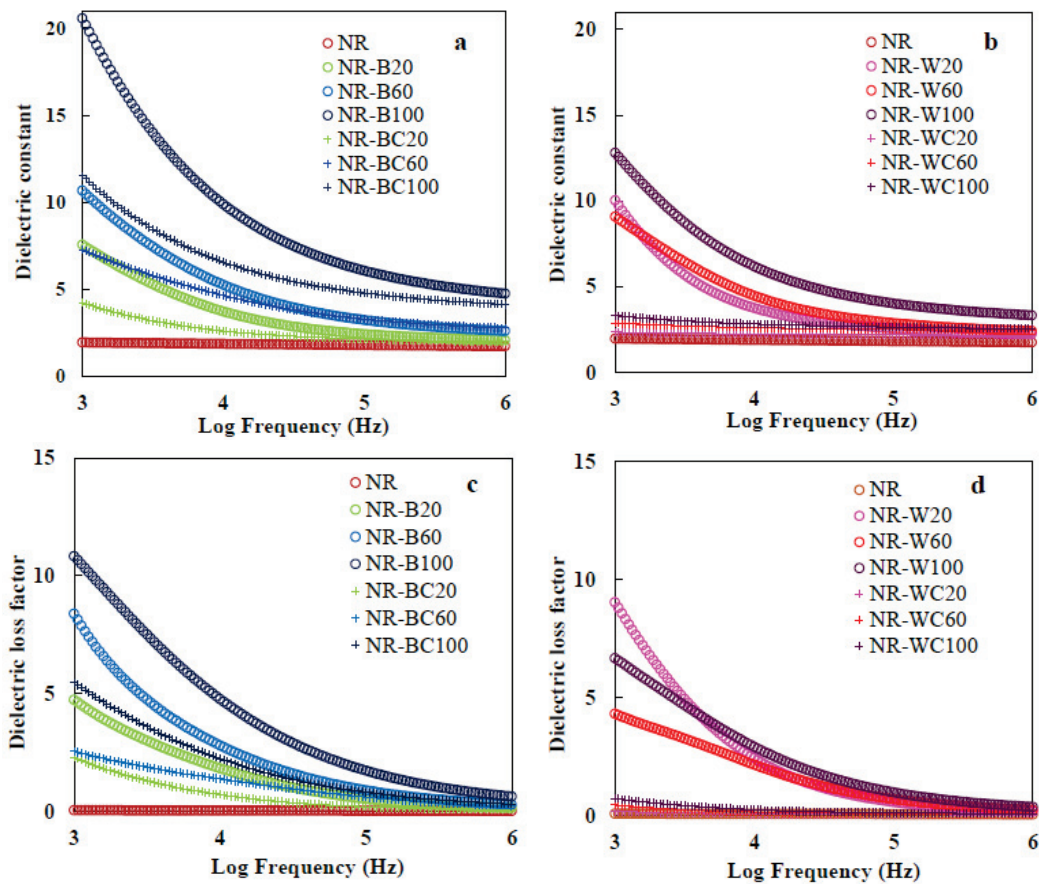 a
Dielectric constant
20
15
10
5
0
NR
NR-B20
NR-B60
NR-B100
NR-BC20
NR-BC60
NR-BC100
3 4 5 6
Log Frequency (Hz)
b
Dielectric constant
20
15
10
5
0
NR
NR-W20
NR-W60
NR-W100
NR-WC20
NR-WC60
NR-WC100
3 4 5 6
Log Frequency (Hz)
c
Dielectric loss factor
15
10
5
0
NR
NR-B20
NR-B60
NR-B100
NR-BC20
NR-BC60
NR-BC100
3 4 5 6
Log Frequency (Hz)
d
Dielectric loss factor
15
10
5
0
NR
NR-W20
NR-W60
NR-W100
NR-WC20
NR-WC60
NR-WC100
3 4 5 6
Log Frequency (Hz)